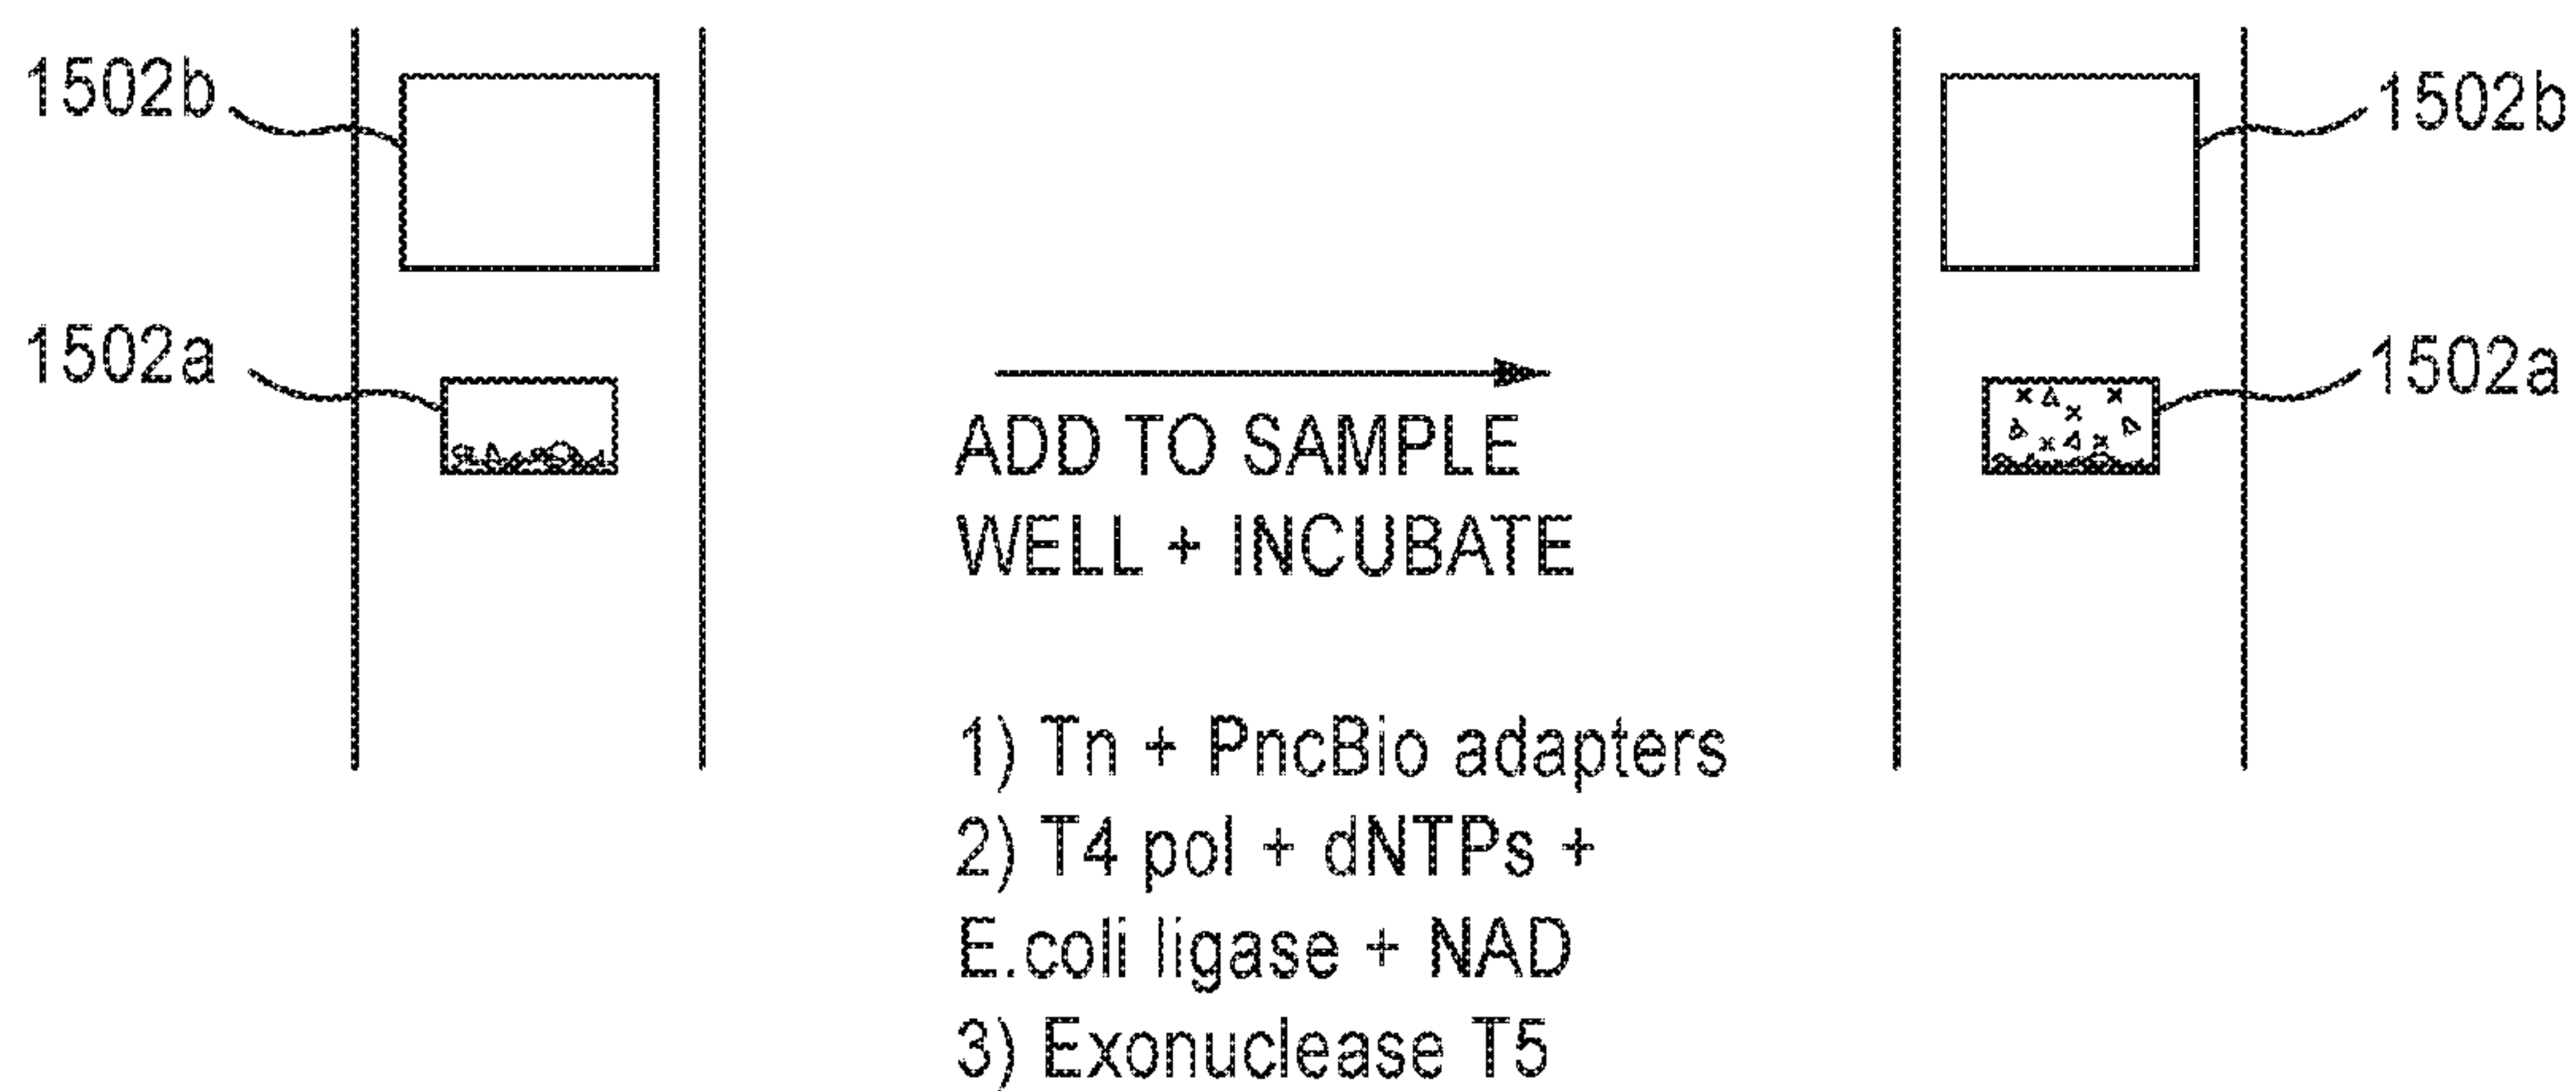 1502b
1502a
ADD TO SAMPLE
WELL + INCUBATE
1) Tn + PncBio adapters
2) T4 pol + dNTPs +
E.coli ligase + NAD
3) Exonuclease T5
1502b
1502a